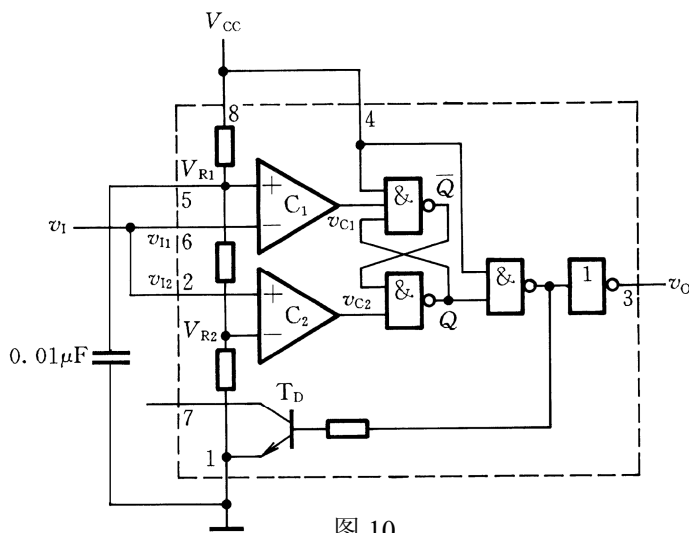 V_CC
8
4
V_R1
5
+
C_1
−
&
Q̅
v_C1
v_I
v_I1
6
v_I2
2
+
C_2
−
v_C2
&
Q
&
1
3
v_O
V_R2
0.01μF
7
T_D
1
图 10